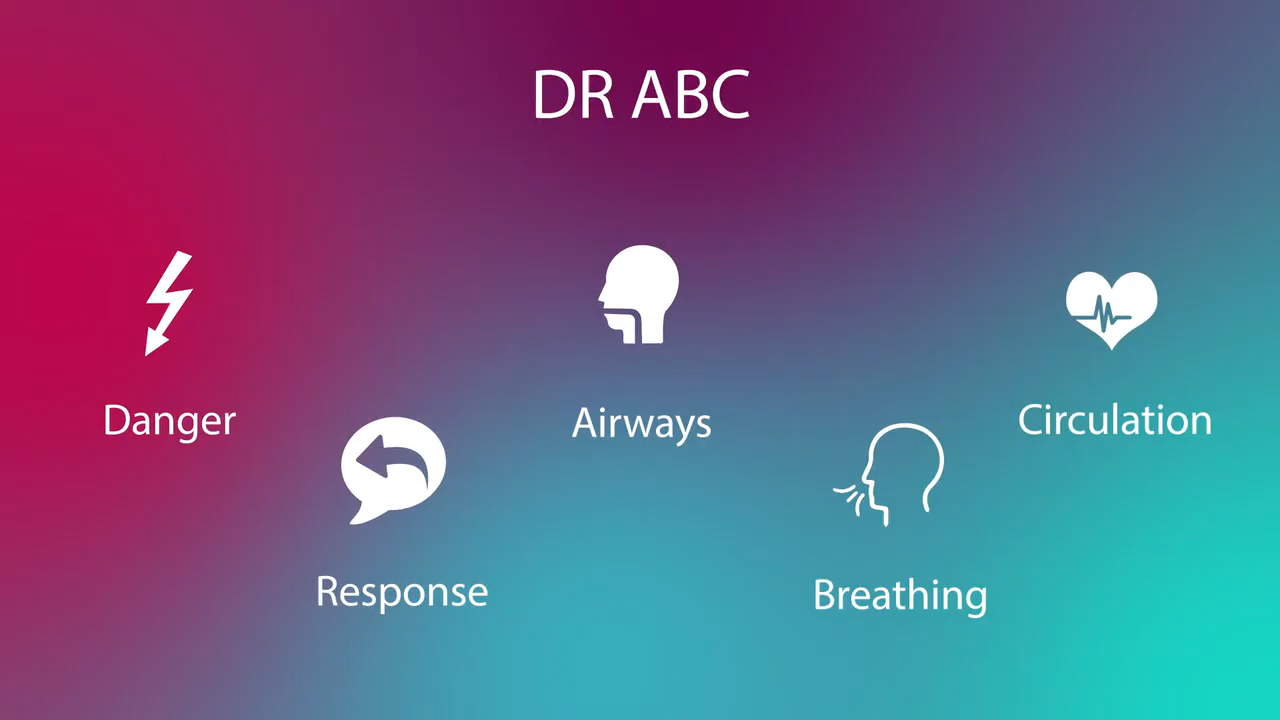 DR ABC
Danger
Response
Airways
Breathing
Circulation